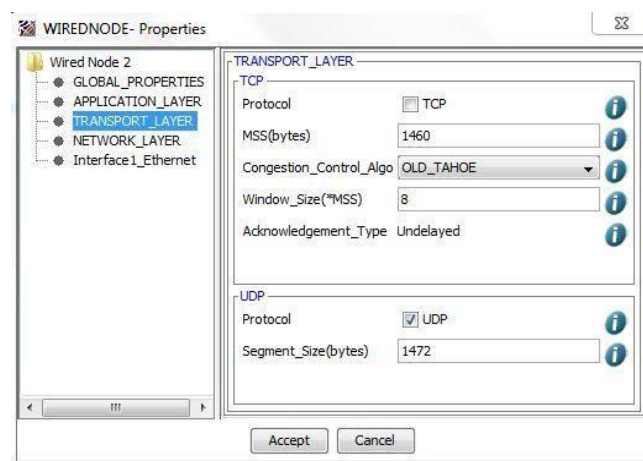 WIREDNODE- Properties
Wired Node 2
GLOBAL_PROPERTIES
APPLICATION_LAYER
TRANSPORT_LAYER
NETWORK_LAYER
Interface1_Ethernet
TRANSPORT_LAYER
TCP
Protocol TCP
MSS(bytes) 1460
Congestion_Control_Algo OLD_TAHOE
Window_Size(*MSS) 8
Acknowledgement_Type Undelayed
UDP
Protocol UDP
Segment_Size(bytes) 1472
Accept Cancel